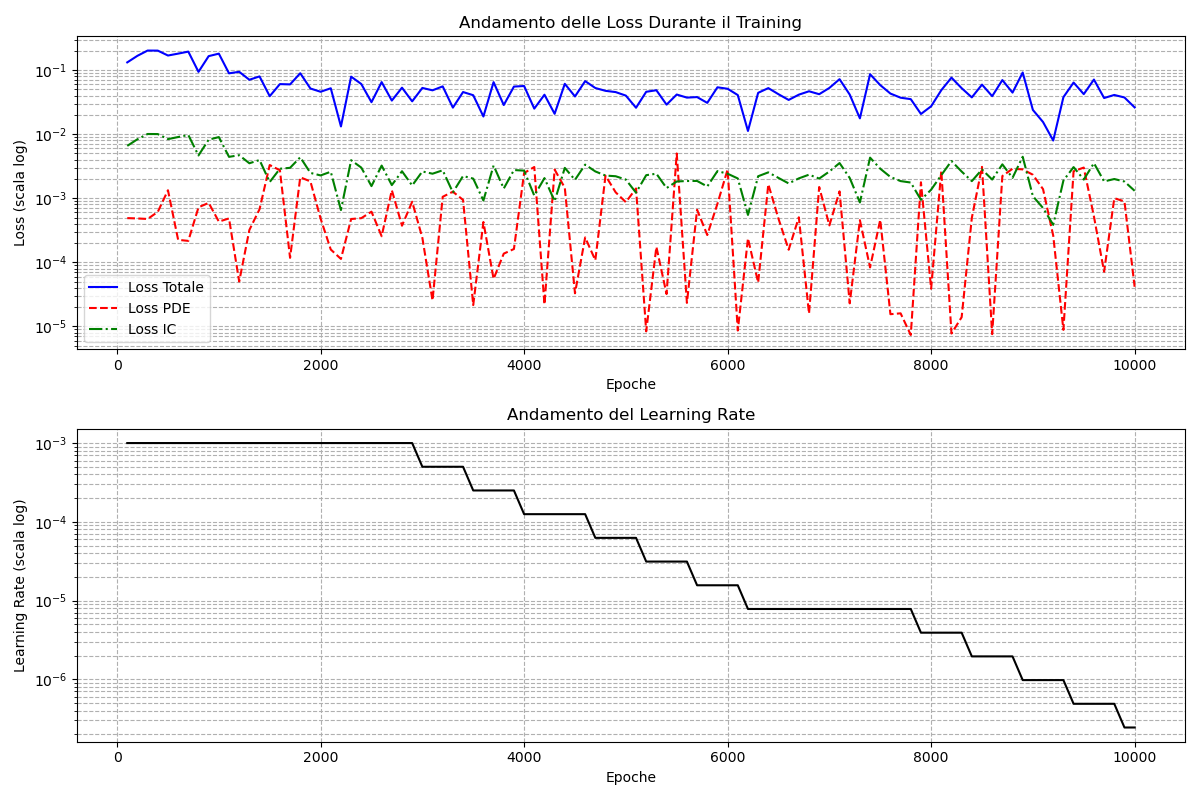 Andamento delle Loss Durante il Training
Loss (scala log)
10⁻¹
10⁻²
10⁻³
10⁻⁴
10⁻⁵
Loss Totale
Loss PDE
Loss IC
0 2000 4000 6000 8000 10000
Epoche
Andamento del Learning Rate
Learning Rate (scala log)
10⁻³
10⁻⁴
10⁻⁵
10⁻⁶
0 2000 4000 6000 8000 10000
Epoche